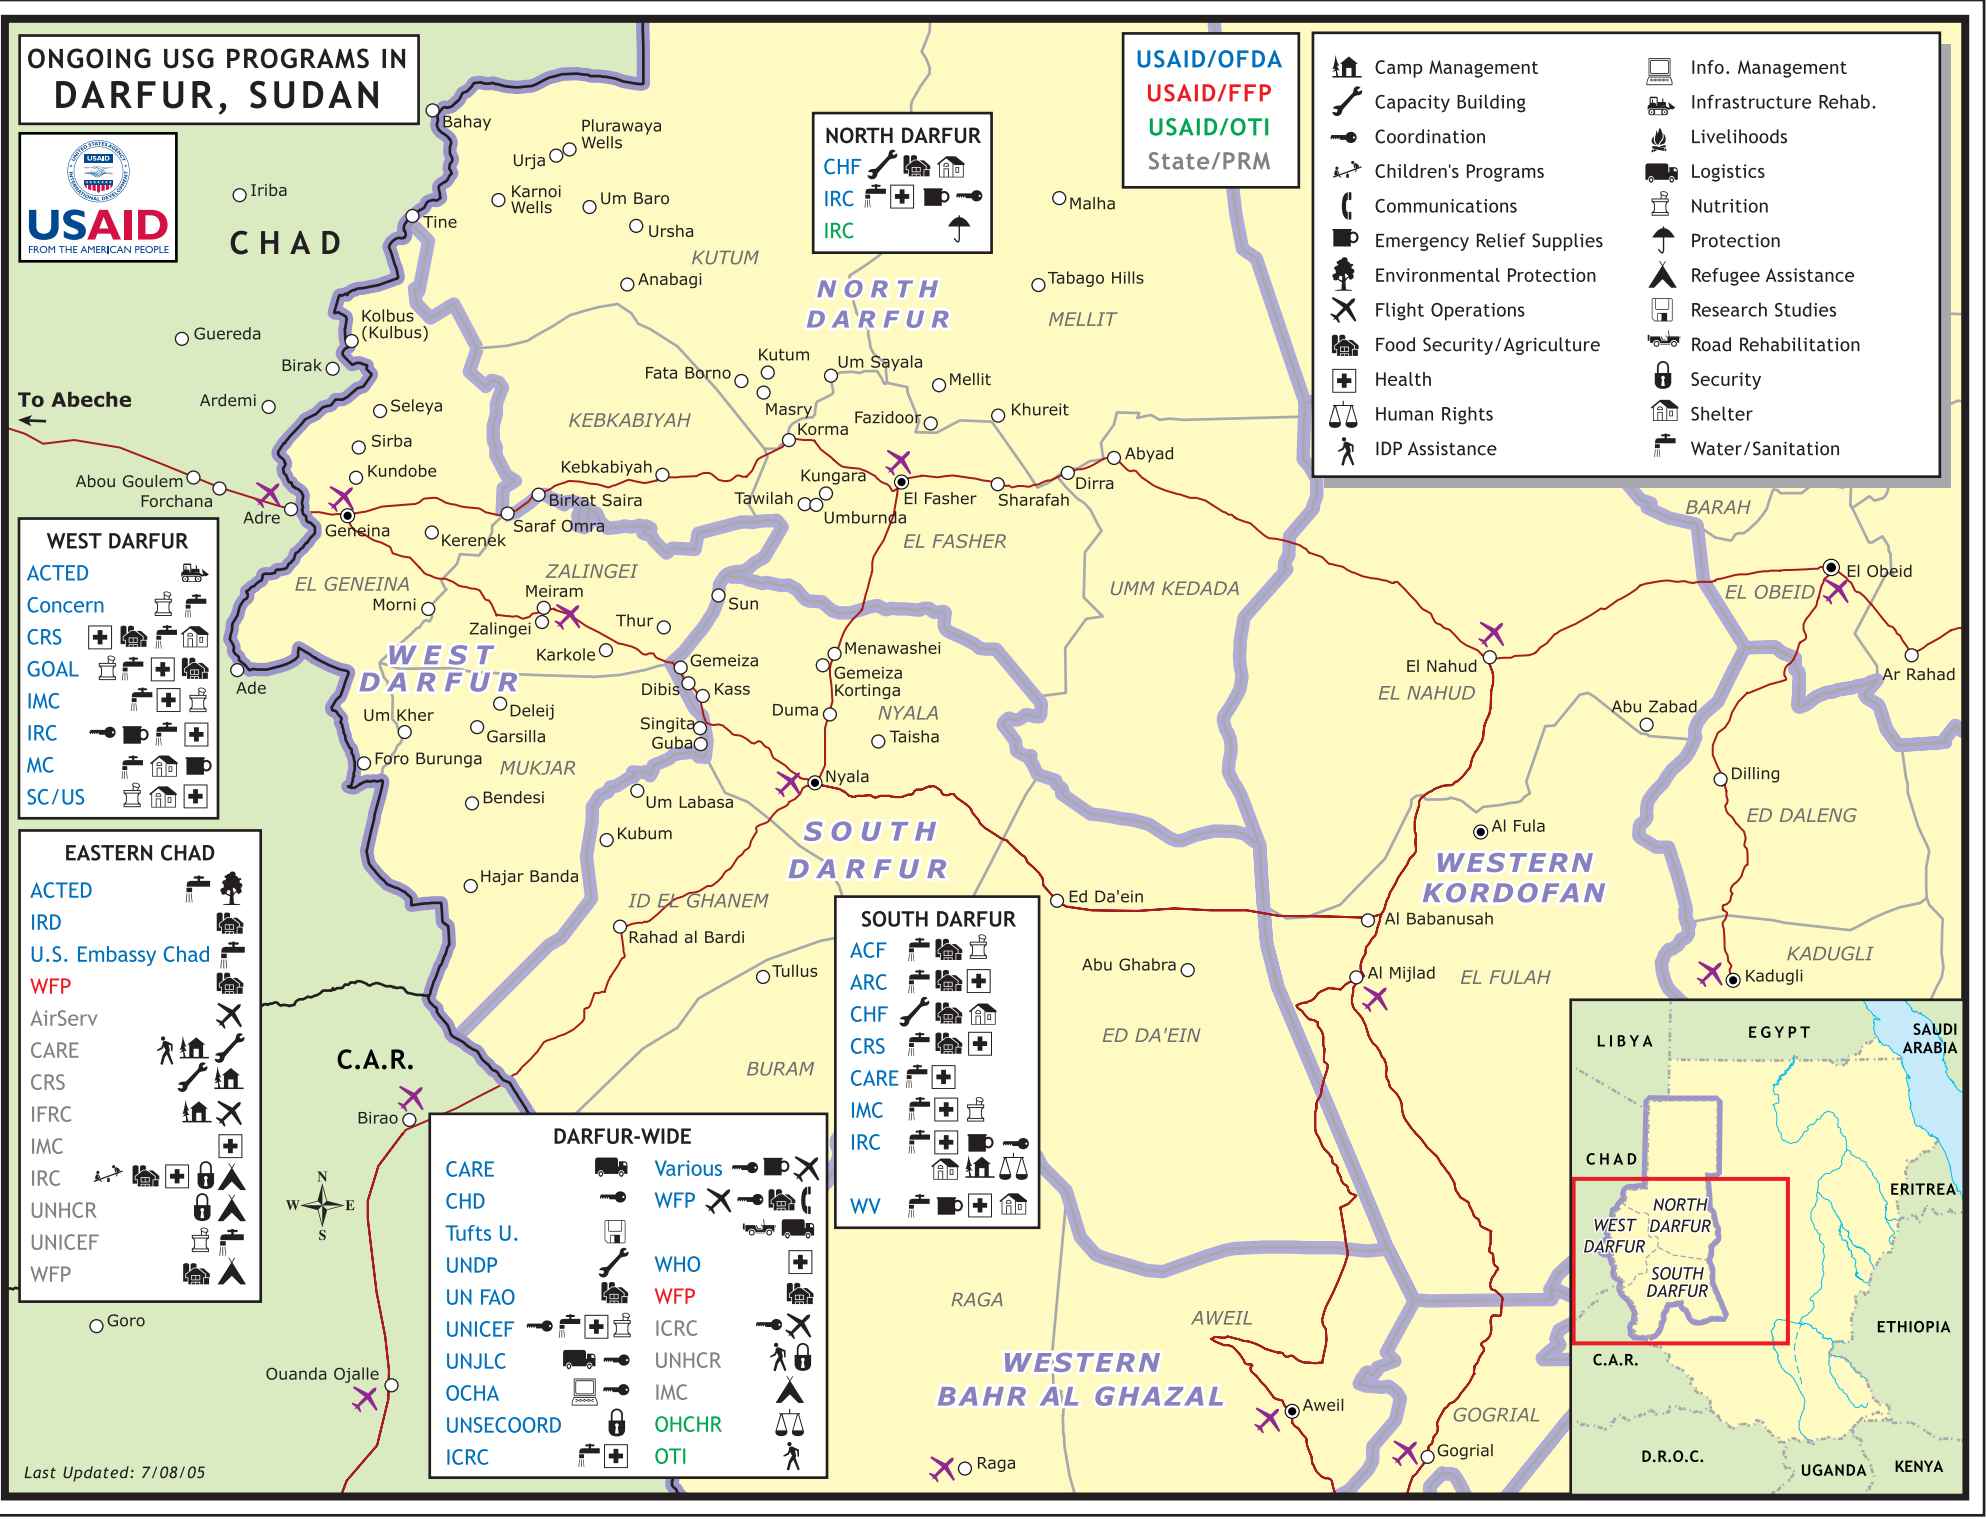 ONGOING USG PROGRAMS IN
DARFUR, SUDAN
UNITED STATES AGENCY
INTERNATIONAL DEVELOPMENT
USAID
USAID
FROM THE AMERICAN PEOPLE
USAID/OFDA
USAID/FFP
USAID/OTI
State/PRM
Camp Management
Capacity Building
Coordination
Children's Programs
Communications
Emergency Relief Supplies
Environmental Protection
Flight Operations
Food Security/Agriculture
Health
Human Rights
IDP Assistance
Info. Management
Infrastructure Rehab.
Livelihoods
Logistics
Nutrition
Protection
Refugee Assistance
Research Studies
Road Rehabilitation
Security
Shelter
Water/Sanitation
NORTH DARFUR
CHF
IRC
IRC
Bahay
Plurawaya
Wells
Urja
Karnoi
Wells
Um Baro
Ursha
Iriba
CHAD
Tine
KUTUM
Anabagi
Malha
Tabago Hills
NORTH
DARFUR
MELLIT
Kolbus
(Kulbus)
Guereda
Birak
To Abeche
Ardemi
Seleya
Sirba
Kundobe
Kutum
Fata Borno
Masry
Um Sayala
Mellit
Fazidoor
Khureit
KEBKABIYAH
Korma
Kebkabiyah
Kungara
Tawilah
Umburnda
El Fasher
Sharafah
Dirra
Abyad
Abou Goulem
Forchana
Adre
Geneina
Birkat Saira
Saraf Omra
Kerenek
EL FASHER
UMM KEDADA
BARAH
El Obeid
EL OBEID
Ar Rahad
EL GENEINA
ZALINGEI
Meiram
Morni
Zalingei
Thur
Sun
Karkole
WEST
DARFUR
Gemeiza
Dibis
Kass
Menawashei
Gemeiza
Kortinga
Duma
NYALA
Taisha
Singita
Guba
Ade
Um Kher
Deleij
Garsilla
Foro Burunga
MUKJAR
Bendesi
Um Labasa
Kubum
Nyala
Hajar Banda
SOUTH
DARFUR
El Nahud
EL NAHUD
Abu Zabad
Dilling
ED DALENG
Al Fula
WESTERN
KORDOFAN
ID EL GHANEM
Rahad al Bardi
Tullus
Ed Da'ein
Al Babanusah
Abu Ghabra
Al Mijlad
EL FULAH
KADUGLI
Kadugli
ED DA'EIN
BURAM
WEST DARFUR
ACTED
Concern
CRS
GOAL
IMC
IRC
MC
SC/US
EASTERN CHAD
ACTED
IRD
U.S. Embassy Chad
WFP
AirServ
CARE
CRS
IFRC
IMC
IRC
UNHCR
UNICEF
WFP
SOUTH DARFUR
ACF
ARC
CHF
CRS
CARE
IMC
IRC
WV
C.A.R.
Birao
N
W E
S
DARFUR-WIDE
CARE
CHD
Tufts U.
UNDP
UN FAO
UNICEF
UNJLC
OCHA
UNSECOORD
ICRC
Various
WFP
WHO
WFP
ICRC
UNHCR
IMC
OHCHR
OTI
Goro
Ouanda Ojalle
RAGA
AWEIL
WESTERN
BAHR AL GHAZAL
Aweil
Raga
GOGRIAL
Gogrial
LIBYA
EGYPT
SAUDI
ARABIA
CHAD
ERITREA
NORTH
DARFUR
WEST
DARFUR
SOUTH
DARFUR
ETHIOPIA
C.A.R.
D.R.O.C.
UGANDA
KENYA
Last Updated: 7/08/05